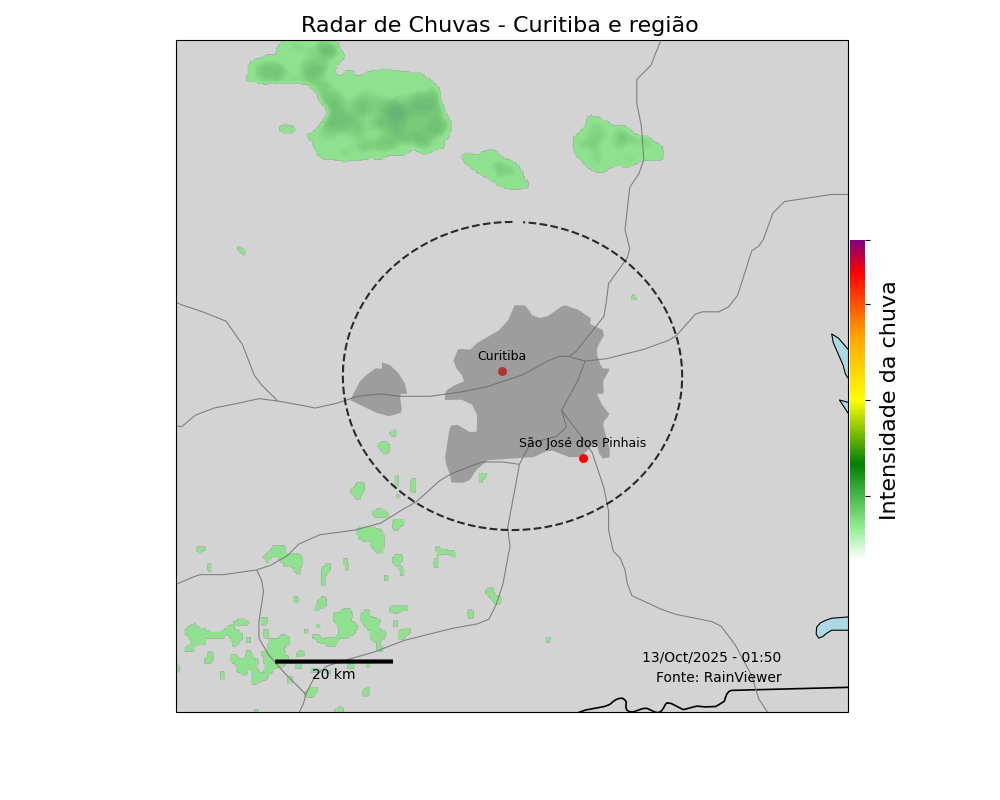 Radar de Chuvas - Curitiba e região
Curitiba
São José dos Pinhais
Intensidade da chuva
13/Oct/2025 - 01:50
Fonte: RainViewer
20 km